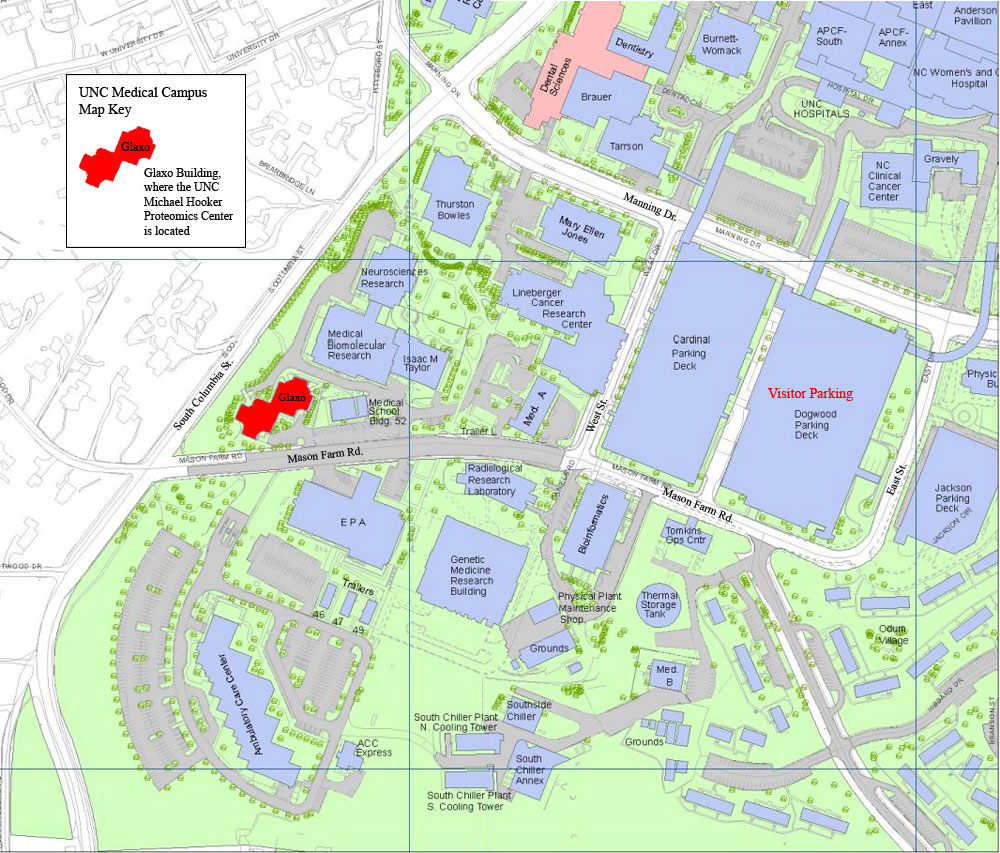 East
Anderson
Pavilion
W UNIVERSITY DR
UNIVERSITY DR
PITTSBORO ST
MANNING DR
Dental
Sciences
Dentistry
Burnett-
Womack
APCF-
South
APCF-
Annex
NC Women's and C
Hospital
UNC Medical Campus
Map Key
Glaxo
Glaxo Building,
where the UNC
Michael Hooker
Proteomics Center
is located
Brauer
DENTAL CIR
HOSPITAL DR
UNC
HOSPITALS
Tarrson
NC
Clinical
Cancer
Center
Gravely
BRIARBRIDGE LN
Thurston
Bowles
Mary Ellen
Jones
Manning Dr.
MANNING DR
WEST DR
S COLUMBIA ST
Neurosciences
Research
Lineberger
Cancer
Research
Center
Medical
Biomolecular
Research
Isaac M
Taylor
Cardinal
Parking
Deck
Visitor Parking
Dogwood
Parking
Deck
EAST DR
Physic
Bu
South Columbia St.
S COL
Glaxo
Medical
School
Bldg. 52
Med. A
West St.
Trailer L
MASON FARM RD
Mason Farm Rd.
Radiological
Research
Laboratory
MASON FARM RD
Mason Farm Rd.
East St.
Jackson
Parking
Deck
JACKSON CIR
EPA
Bioinformatics
Tomkins
Ops Cntr
TWOOD DR
Genetic
Medicine
Research
Building
Trailers
46
47
49
Physical Plant
Maintenance
Shop.
Thermal
Storage
Tank
Odum
Village
Grounds
Med.
B
Ambulatory Care Center
HIBBARD DR
BRANSON ST
Southside
Chiller
South Chiller Plant
N. Cooling Tower
Grounds
ACC
Express
South
Chiller
Annex
South Chiller Plant
S. Cooling Tower